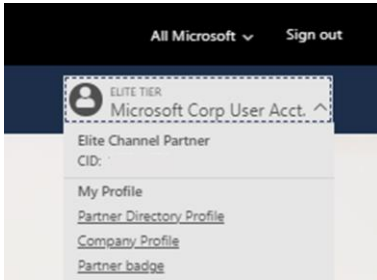 All Microsoft
Sign out
ELITE TIER
Microsoft Corp User Acct.
Elite Channel Partner
CID:
My Profile
Partner Directory Profile
Company Profile
Partner badge